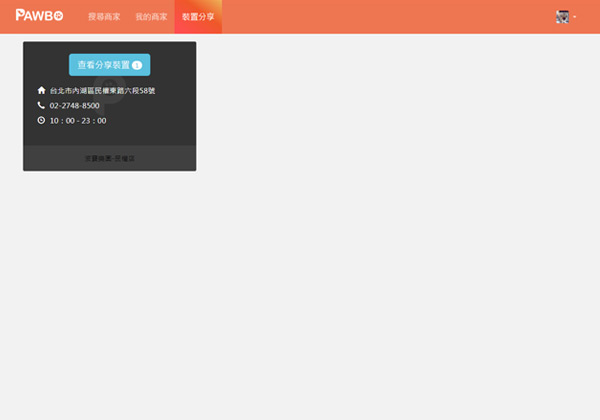 PAWBO
搜尋商家
我的商家
裝置分享
查看分享裝置 1
台北市內湖區民權東路六段58號
02-2748-8500
10：00 - 23：00